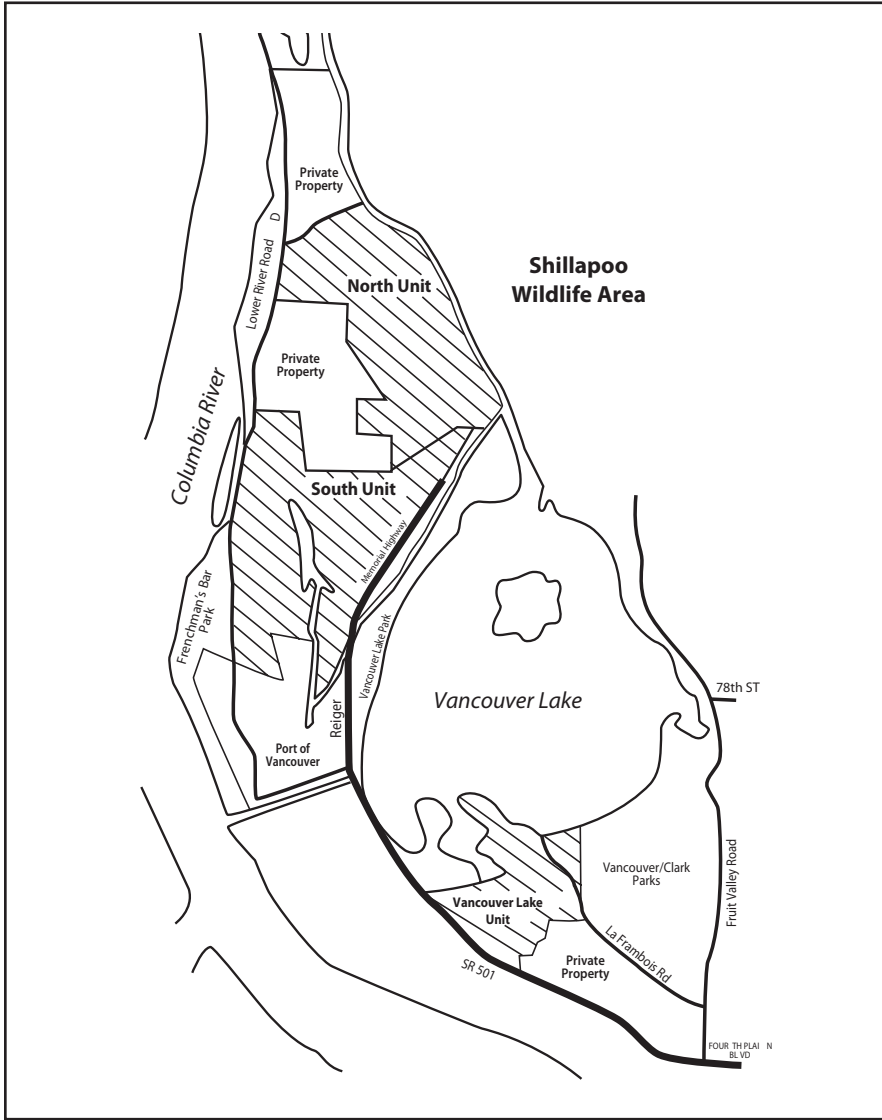 Private
Property
Lower River Road D
Shillapoo
Wildlife Area
North Unit
Private
Property
Columbia River
South Unit
Memorial Highway
Frenchman's Bar
Park
Vancouver Lake Park
78th ST
Vancouver Lake
Reiger
Port of
Vancouver
Vancouver/Clark
Parks
Fruit Valley Road
Vancouver Lake
Unit
La Frambois Rd
Private
Property
SR 501
FOUR TH PLAI N
BL VD